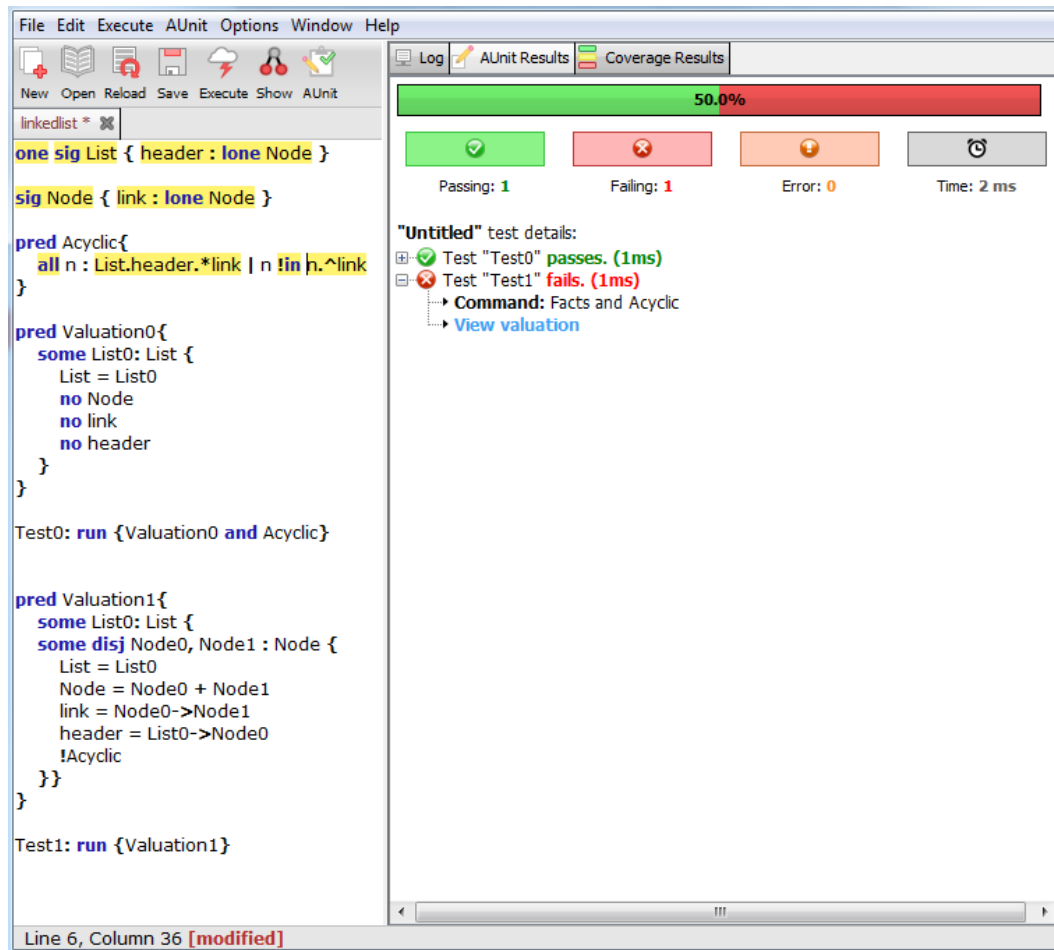 File Edit Execute AUnit Options Window Help
New Open Reload Save Execute Show AUnit
linkedlist *
one sig List { header : lone Node }
sig Node { link : lone Node }
pred Acyclic{
all n : List.header.*link | n !in n.^link
}
pred Valuation0{
some List0: List {
List = List0
no Node
no link
no header
}
}
Test0: run {Valuation0 and Acyclic}
pred Valuation1{
some List0: List {
some disj Node0, Node1 : Node {
List = List0
Node = Node0 + Node1
link = Node0->Node1
header = List0->Node0
!Acyclic
}}
}
Test1: run {Valuation1}
Log AUnit Results Coverage Results
50.0%
Passing: 1 Failing: 1 Error: 0 Time: 2 ms
"Untitled" test details:
Test "Test0" passes. (1ms)
Test "Test1" fails. (1ms)
Command: Facts and Acyclic
View valuation
Line 6, Column 36 [modified]